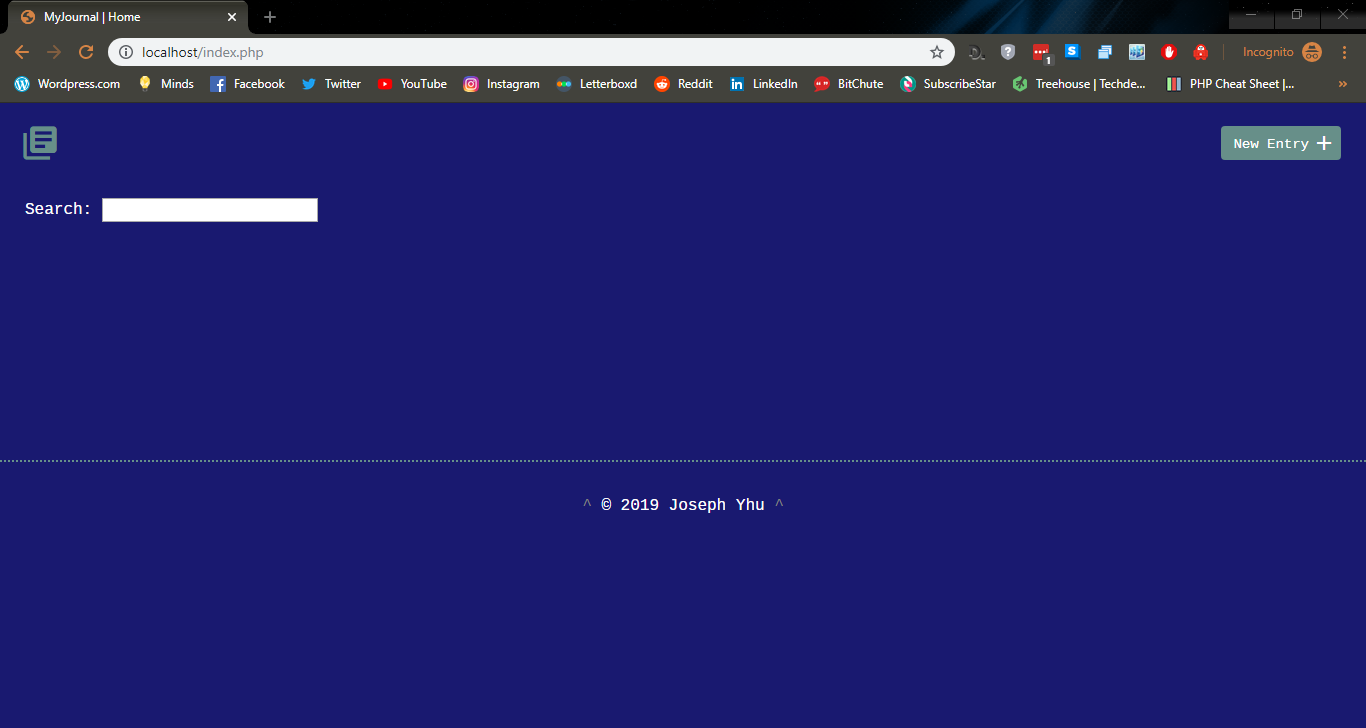 MyJournal | Home
localhost/index.php
1
Incognito
Wordpress.com Minds Facebook Twitter YouTube Instagram Letterboxd Reddit LinkedIn BitChute SubscribeStar Treehouse | Techde... PHP Cheat Sheet |... »
New Entry +
Search:
^ © 2019 Joseph Yhu ^